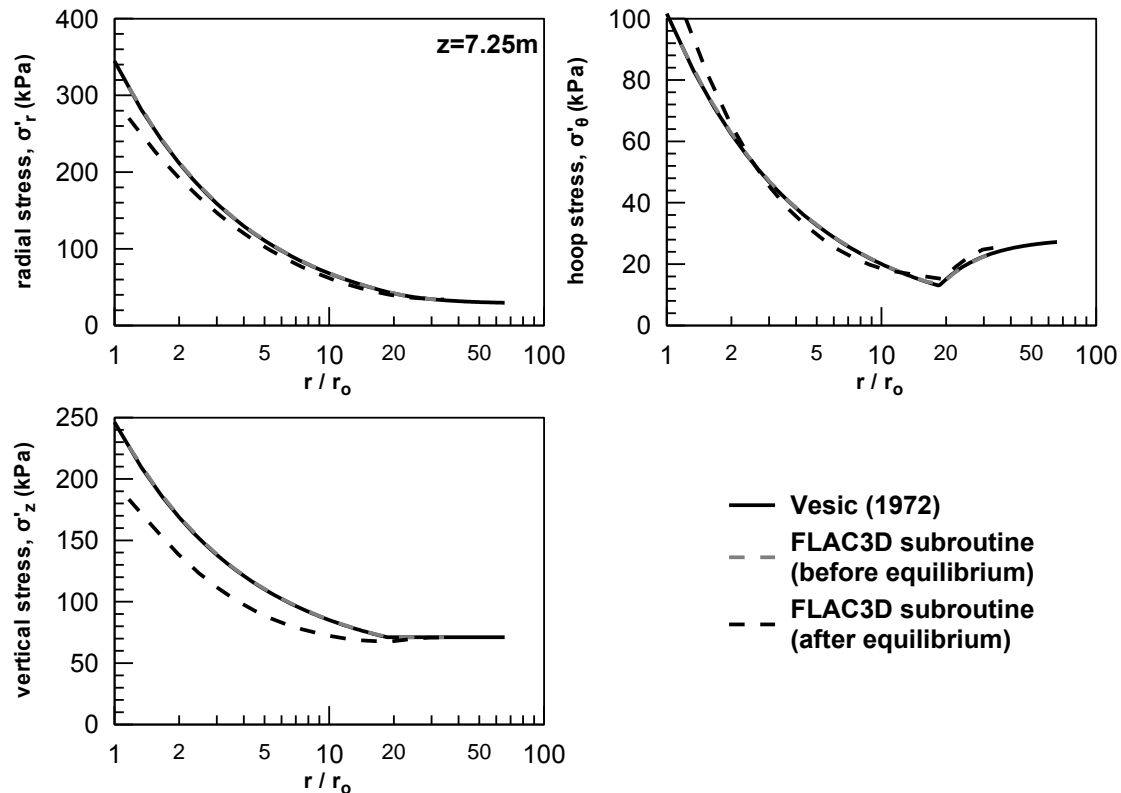 400
300
200
100
0
radial stress, σ'r (kPa)
z=7.25m
1 2 5 10 20 50 100
r / ro
100
80
60
40
20
0
hoop stress, σ'θ (kPa)
1 2 5 10 20 50 100
r / ro
250
200
150
100
50
0
vertical stress, σ'z (kPa)
1 2 5 10 20 50 100
r / ro
Vesic (1972)
FLAC3D subroutine
(before equilibrium)
FLAC3D subroutine
(after equilibrium)